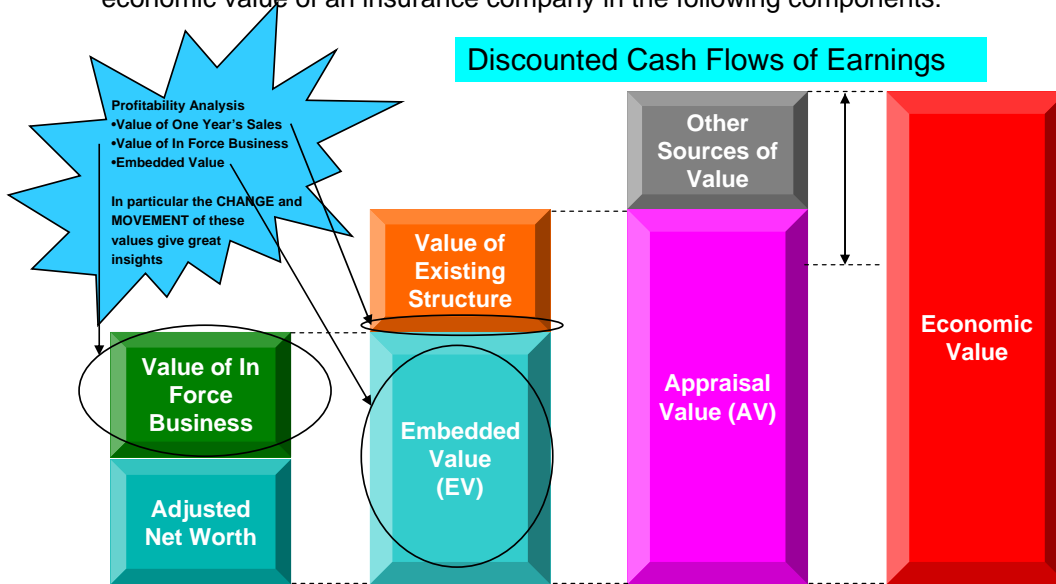 economic value of an insurance company in the following components:
Discounted Cash Flows of Earnings
Profitability Analysis
•Value of One Year's Sales
•Value of In Force Business
•Embedded Value
In particular the CHANGE and
MOVEMENT of these
values give great
insights
Value of In
Force
Business
Adjusted
Net Worth
Value of
Existing
Structure
Embedded
Value
(EV)
Other
Sources of
Value
Appraisal
Value (AV)
Economic
Value